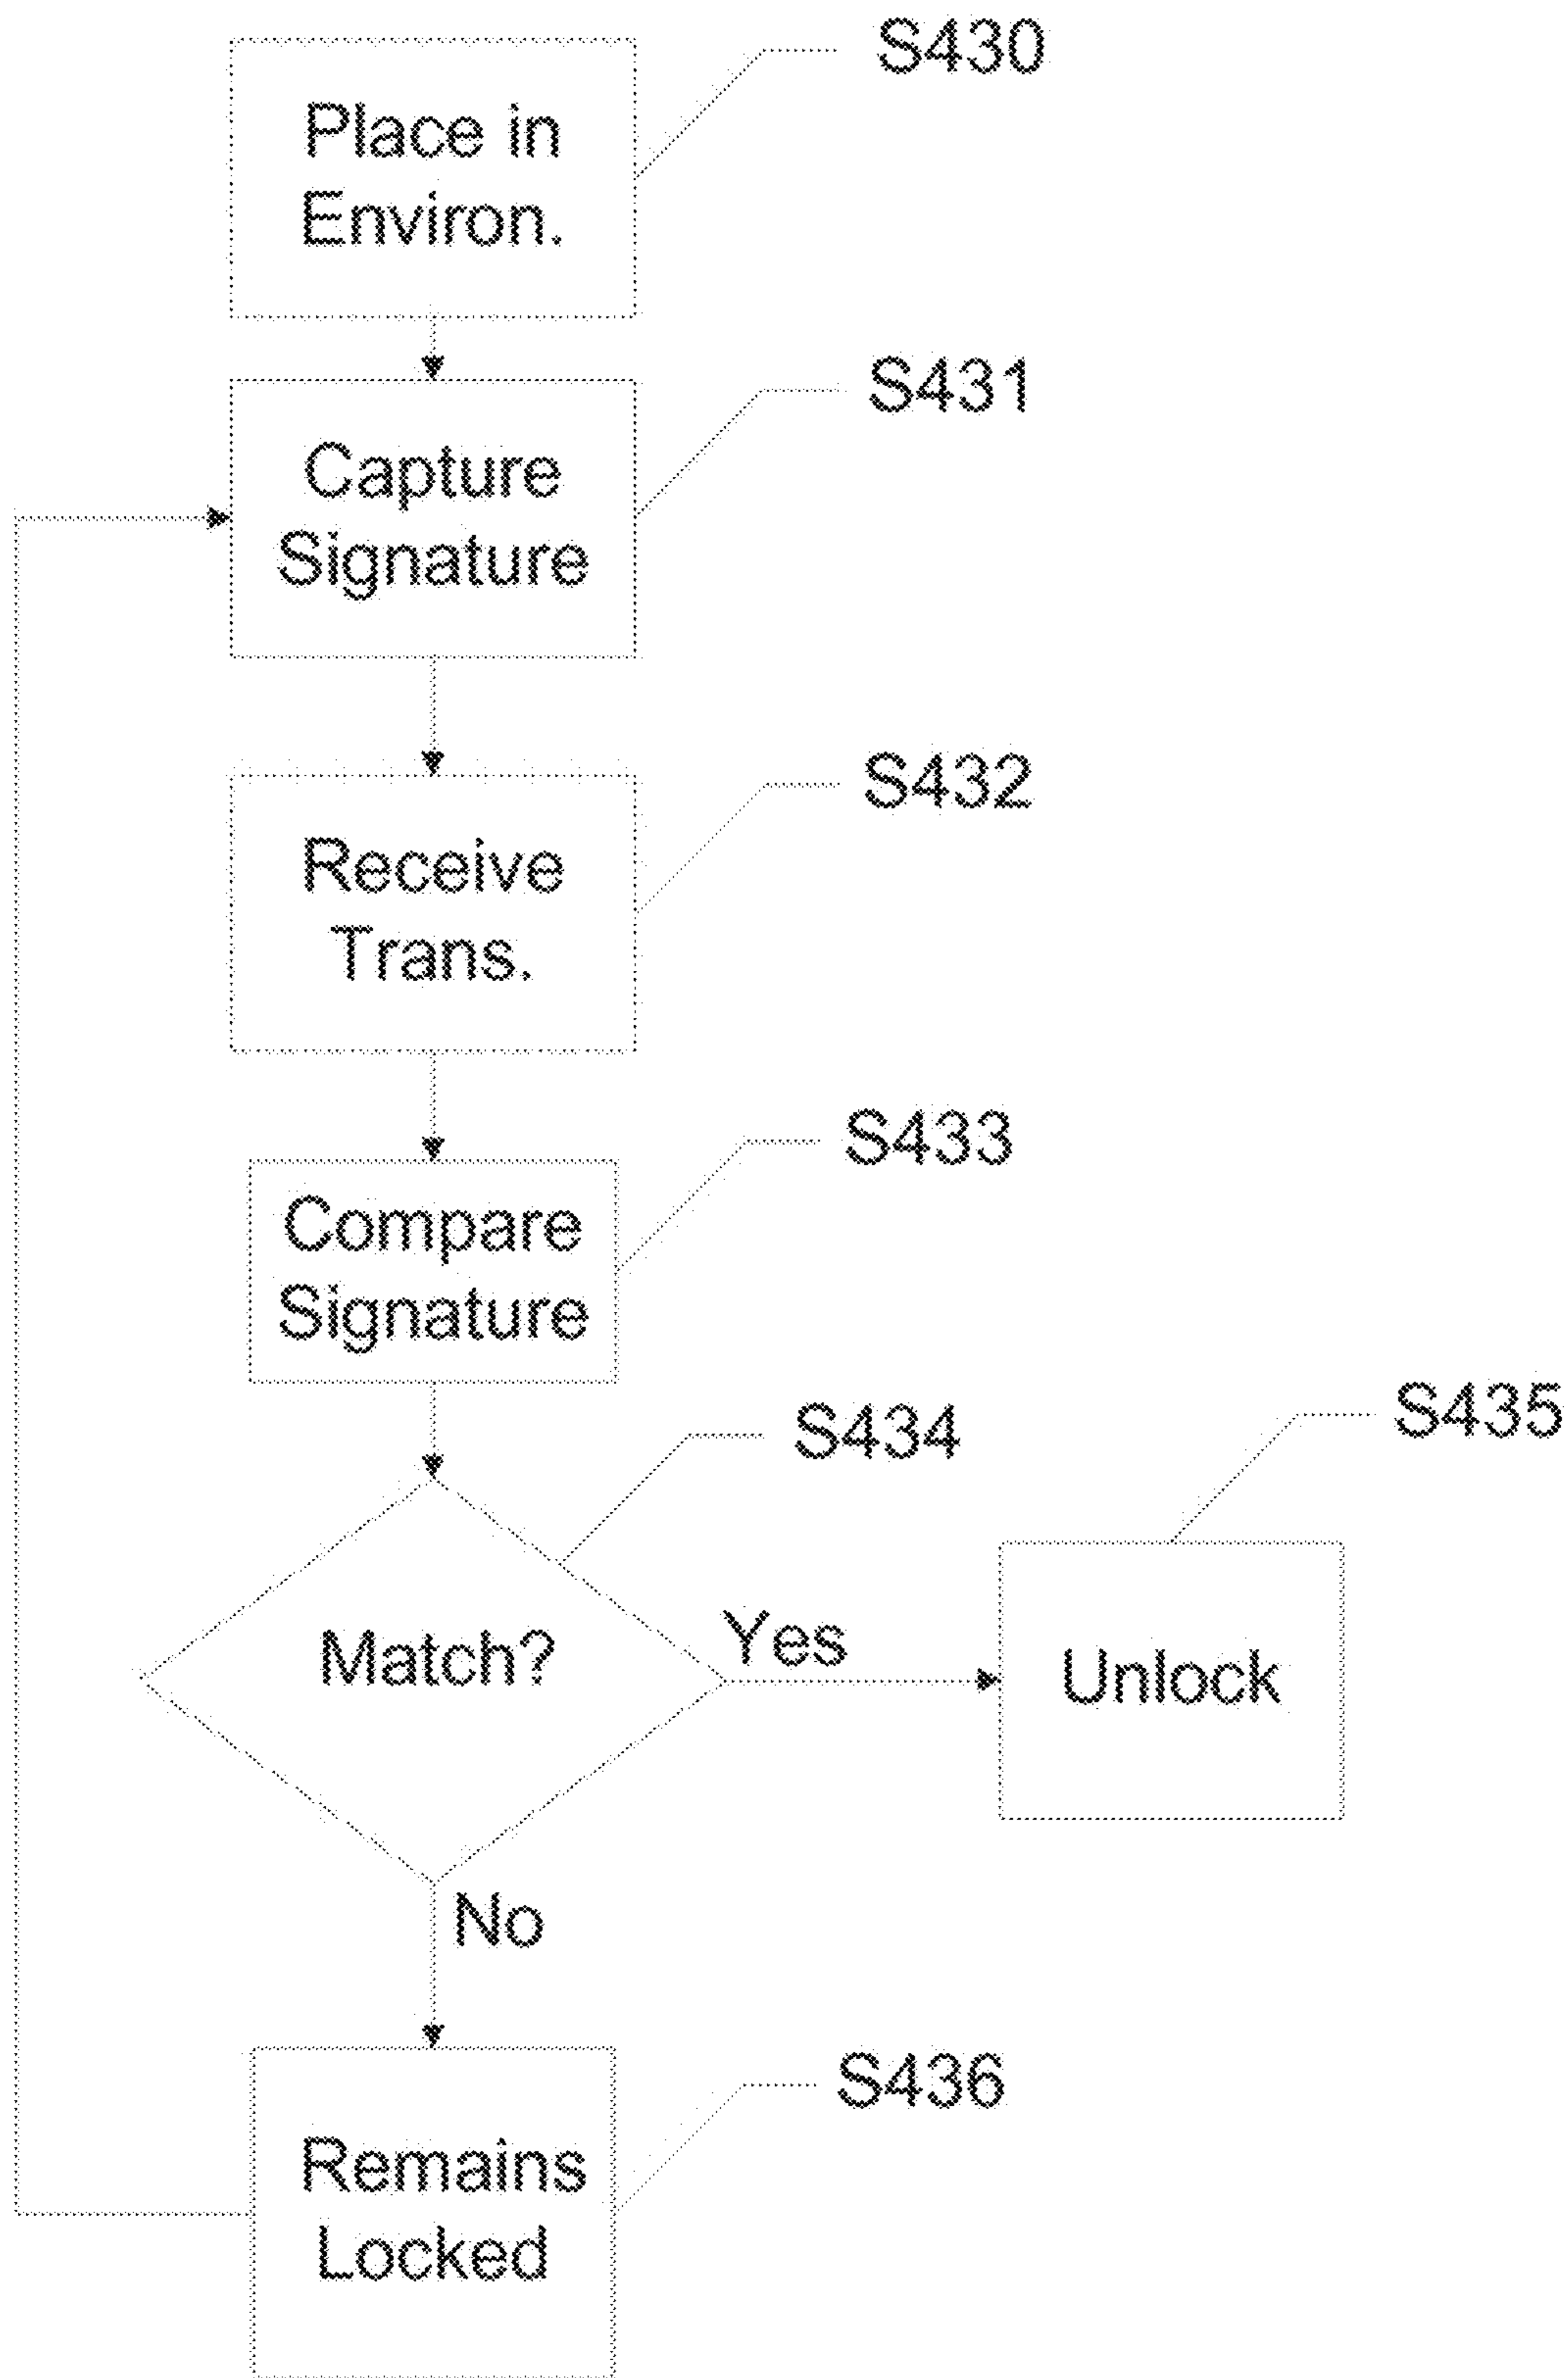 S430
Place in
Environ.
S431
Capture
Signature
S432
Receive
Trans.
S433
Compare
Signature
S434
S435
Match?
Yes
Unlock
No
S436
Remains
Locked